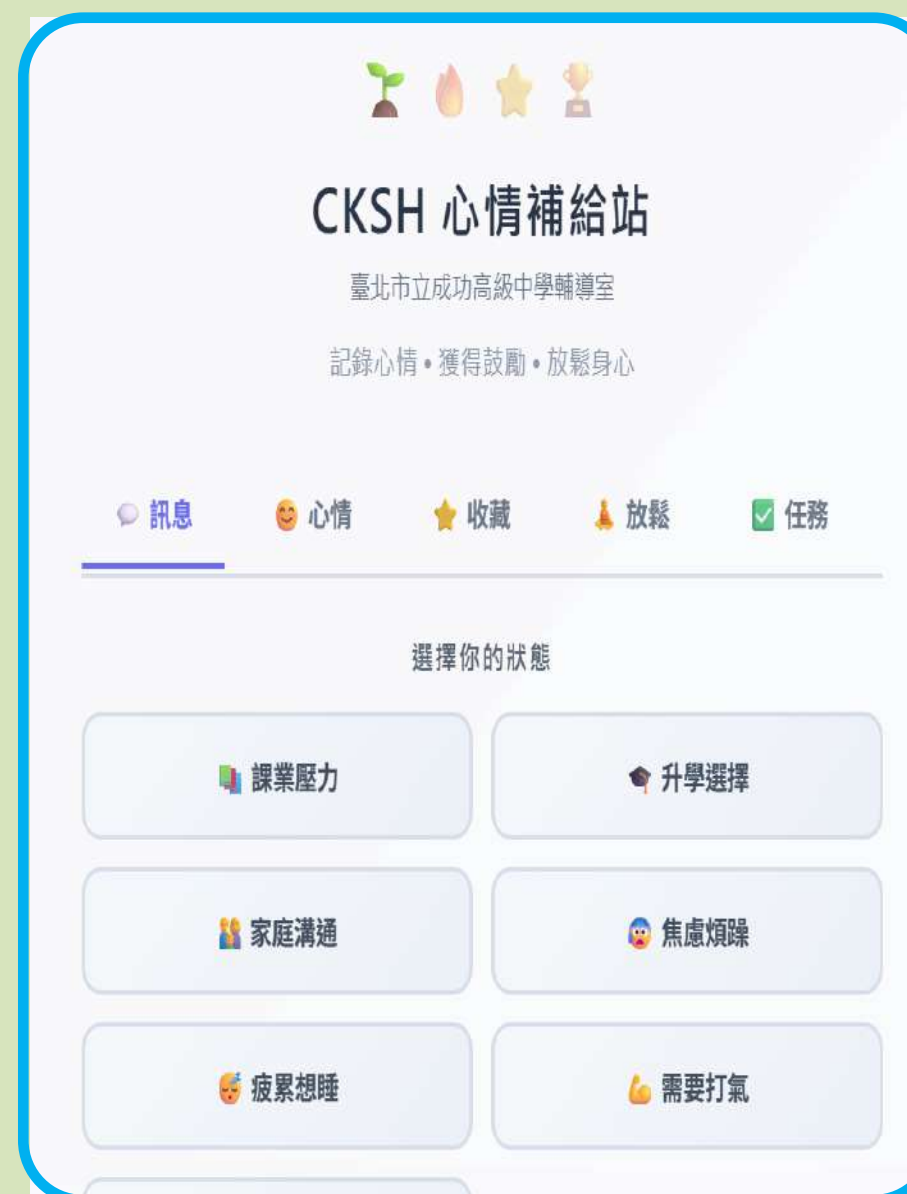 CKSH 心情補給站
臺北市立成功高級中學輔導室
記錄心情 • 獲得鼓勵 • 放鬆身心
訊息 心情 收藏 放鬆 任務
選擇你的狀態
課業壓力 升學選擇
家庭溝通 焦慮煩躁
疲累想睡 需要打氣